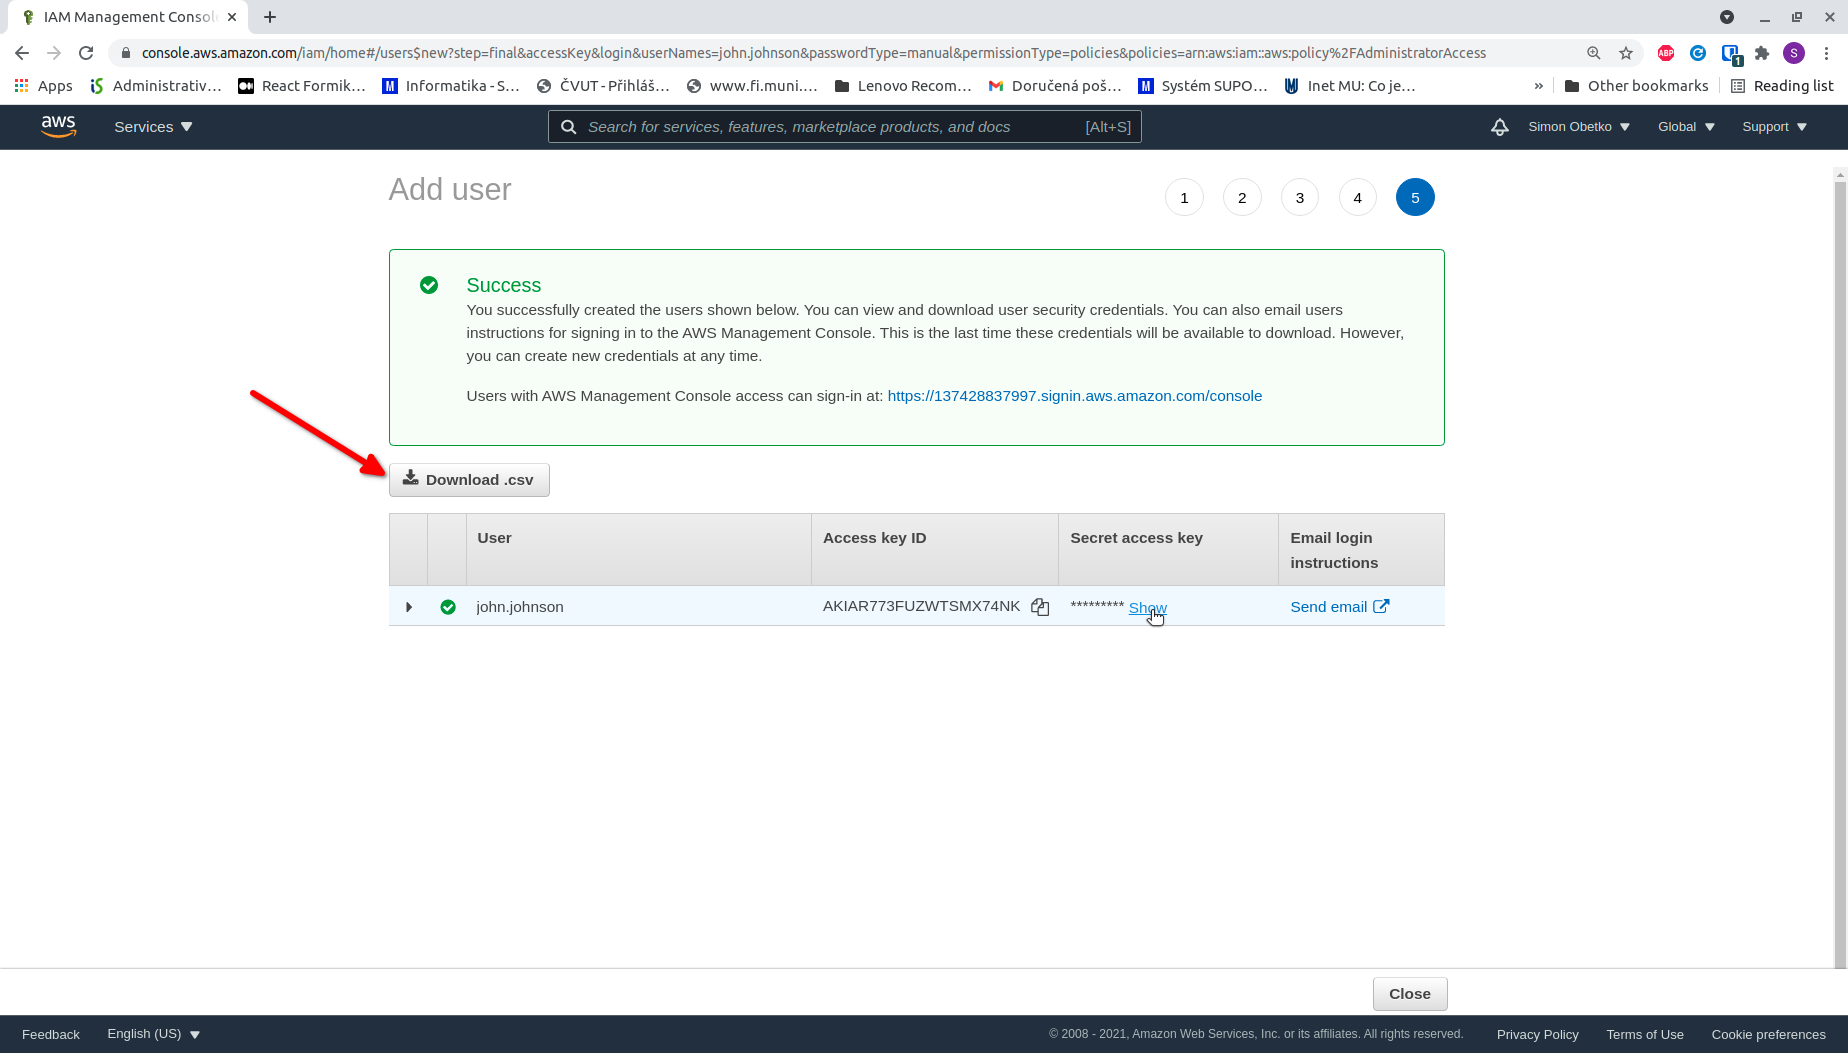 IAM Management Consol
console.aws.amazon.com/iam/home#/users$new?step=final&accessKey&login&userNames=john.johnson&passwordType=manual&permissionType=policies&policies=arn:aws:iam::aws:policy%2FAdministratorAccess
ABP
1
S
Apps
Administrativ…
React Formik…
M Informatika - S…
ČVUT - Přihláš…
www.fi.muni.…
Lenovo Recom…
Doručená poš…
M Systém SUPO…
Inet MU: Co je…
»
Other bookmarks
Reading list
aws
Services
Search for services, features, marketplace products, and docs
[Alt+S]
Simon Obetko
Global
Support
Add user
1 2 3 4 5
Success
You successfully created the users shown below. You can view and download user security credentials. You can also email users
instructions for signing in to the AWS Management Console. This is the last time these credentials will be available to download. However,
you can create new credentials at any time.
Users with AWS Management Console access can sign-in at: https://137428837997.signin.aws.amazon.com/console
Download .csv
User
Access key ID
Secret access key
Email login
instructions
john.johnson
AKIAR773FUZWTSMX74NK
********* Show
Send email
Close
Feedback
English (US)
© 2008 - 2021, Amazon Web Services, Inc. or its affiliates. All rights reserved.
Privacy Policy
Terms of Use
Cookie preferences